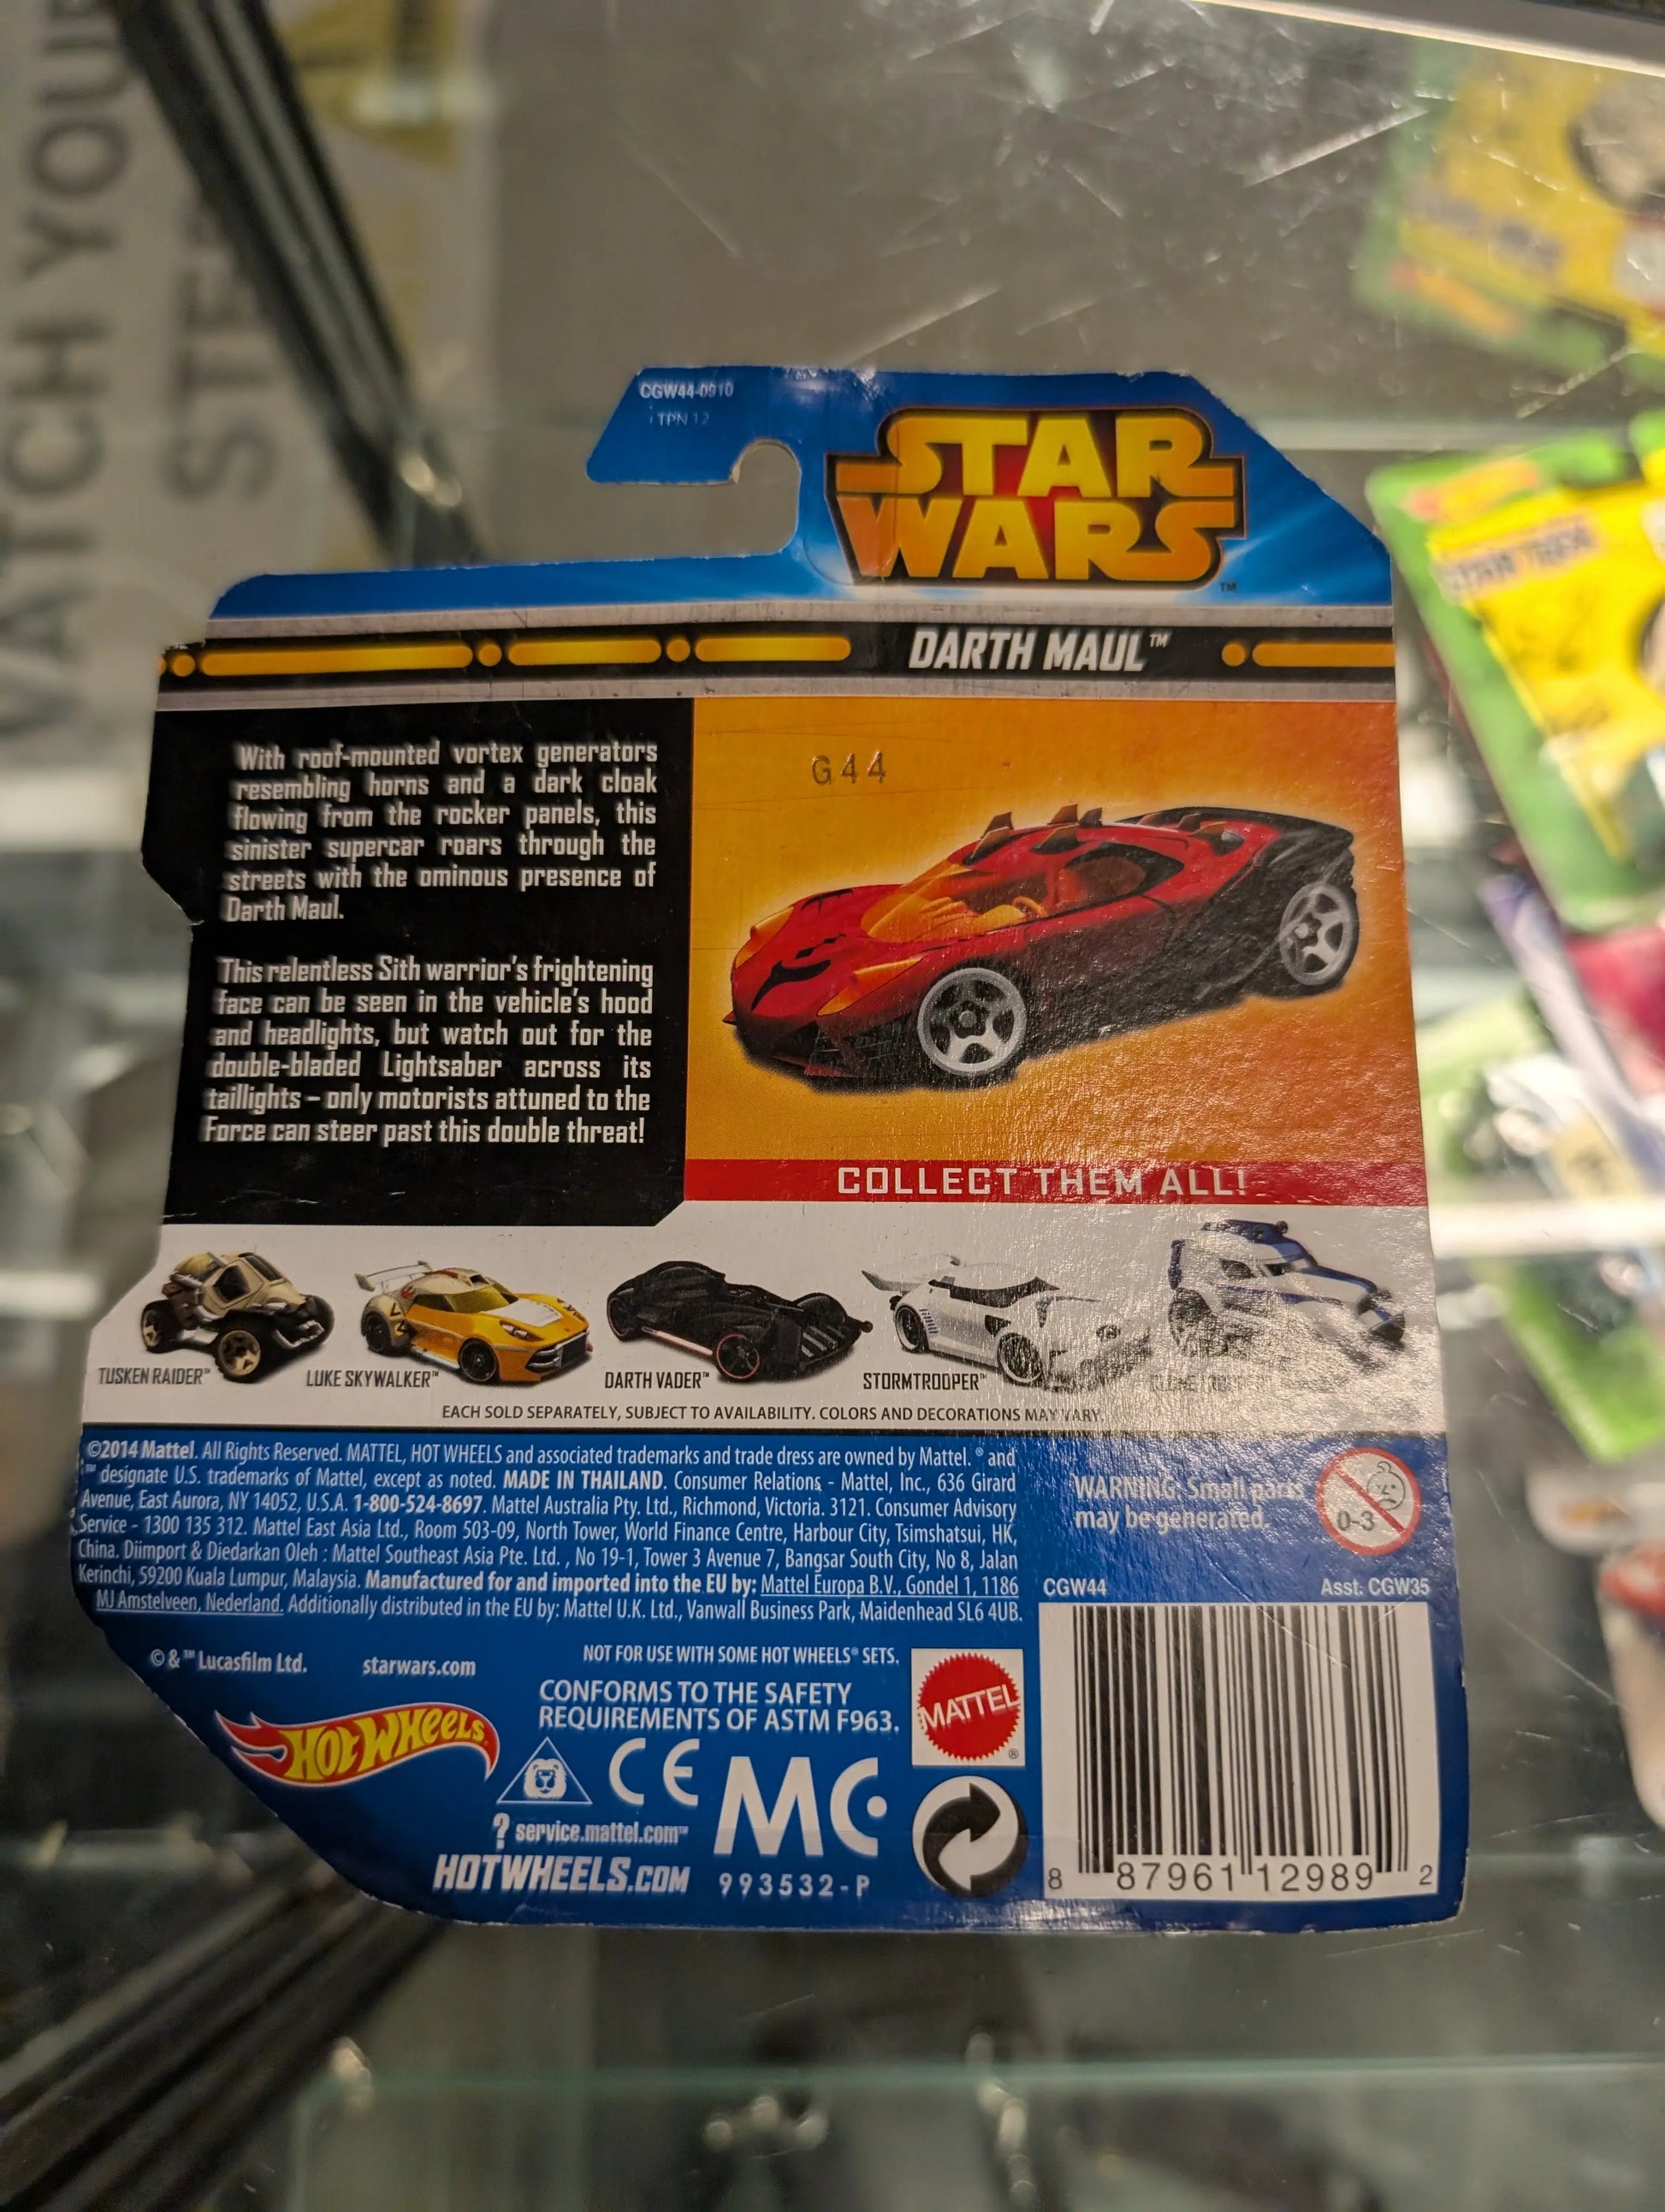 WATCH YOUR
STEP
CGW44-0910
TPN 12
STAR
WARS™
DARTH MAUL™
With roof-mounted vortex generators
resembling horns and a dark cloak
flowing from the rocker panels, this
sinister supercar roars through the
streets with the ominous presence of
Darth Maul.
This relentless Sith warrior's frightening
face can be seen in the vehicle's hood
and headlights, but watch out for the
double-bladed Lightsaber across its
taillights – only motorists attuned to the
Force can steer past this double threat!
G44
COLLECT THEM ALL!
TUSKEN RAIDER™
LUKE SKYWALKER™
DARTH VADER™
STORMTROOPER™
CLONE TROOPER™
EACH SOLD SEPARATELY, SUBJECT TO AVAILABILITY. COLORS AND DECORATIONS MAY VARY.
©2014 Mattel. All Rights Reserved. MATTEL, HOT WHEELS and associated trademarks and trade dress are owned by Mattel. ® and
™ designate U.S. trademarks of Mattel, except as noted. MADE IN THAILAND. Consumer Relations - Mattel, Inc., 636 Girard
Avenue, East Aurora, NY 14052, U.S.A. 1-800-524-8697. Mattel Australia Pty. Ltd., Richmond, Victoria. 3121. Consumer Advisory
Service - 1300 135 312. Mattel East Asia Ltd., Room 503-09, North Tower, World Finance Centre, Harbour City, Tsimshatsui, HK,
China. Diimport & Diedarkan Oleh : Mattel Southeast Asia Pte. Ltd. , No 19-1, Tower 3 Avenue 7, Bangsar South City, No 8, Jalan
Kerinchi, 59200 Kuala Lumpur, Malaysia. Manufactured for and imported into the EU by: Mattel Europa B.V., Gondel 1, 1186
MJ Amstelveen, Nederland. Additionally distributed in the EU by: Mattel U.K. Ltd., Vanwall Business Park, Maidenhead SL6 4UB.
WARNING: Small parts
may be generated.
0-3
CGW44
Asst. CGW35
© & ™ Lucasfilm Ltd.
starwars.com
NOT FOR USE WITH SOME HOT WHEELS® SETS.
CONFORMS TO THE SAFETY
REQUIREMENTS OF ASTM F963.
MATTEL®
HOT WHEELS
CE
MC
? service.mattel.com™
HOTWHEELS.COM
993532-P
8 87961 12989 2